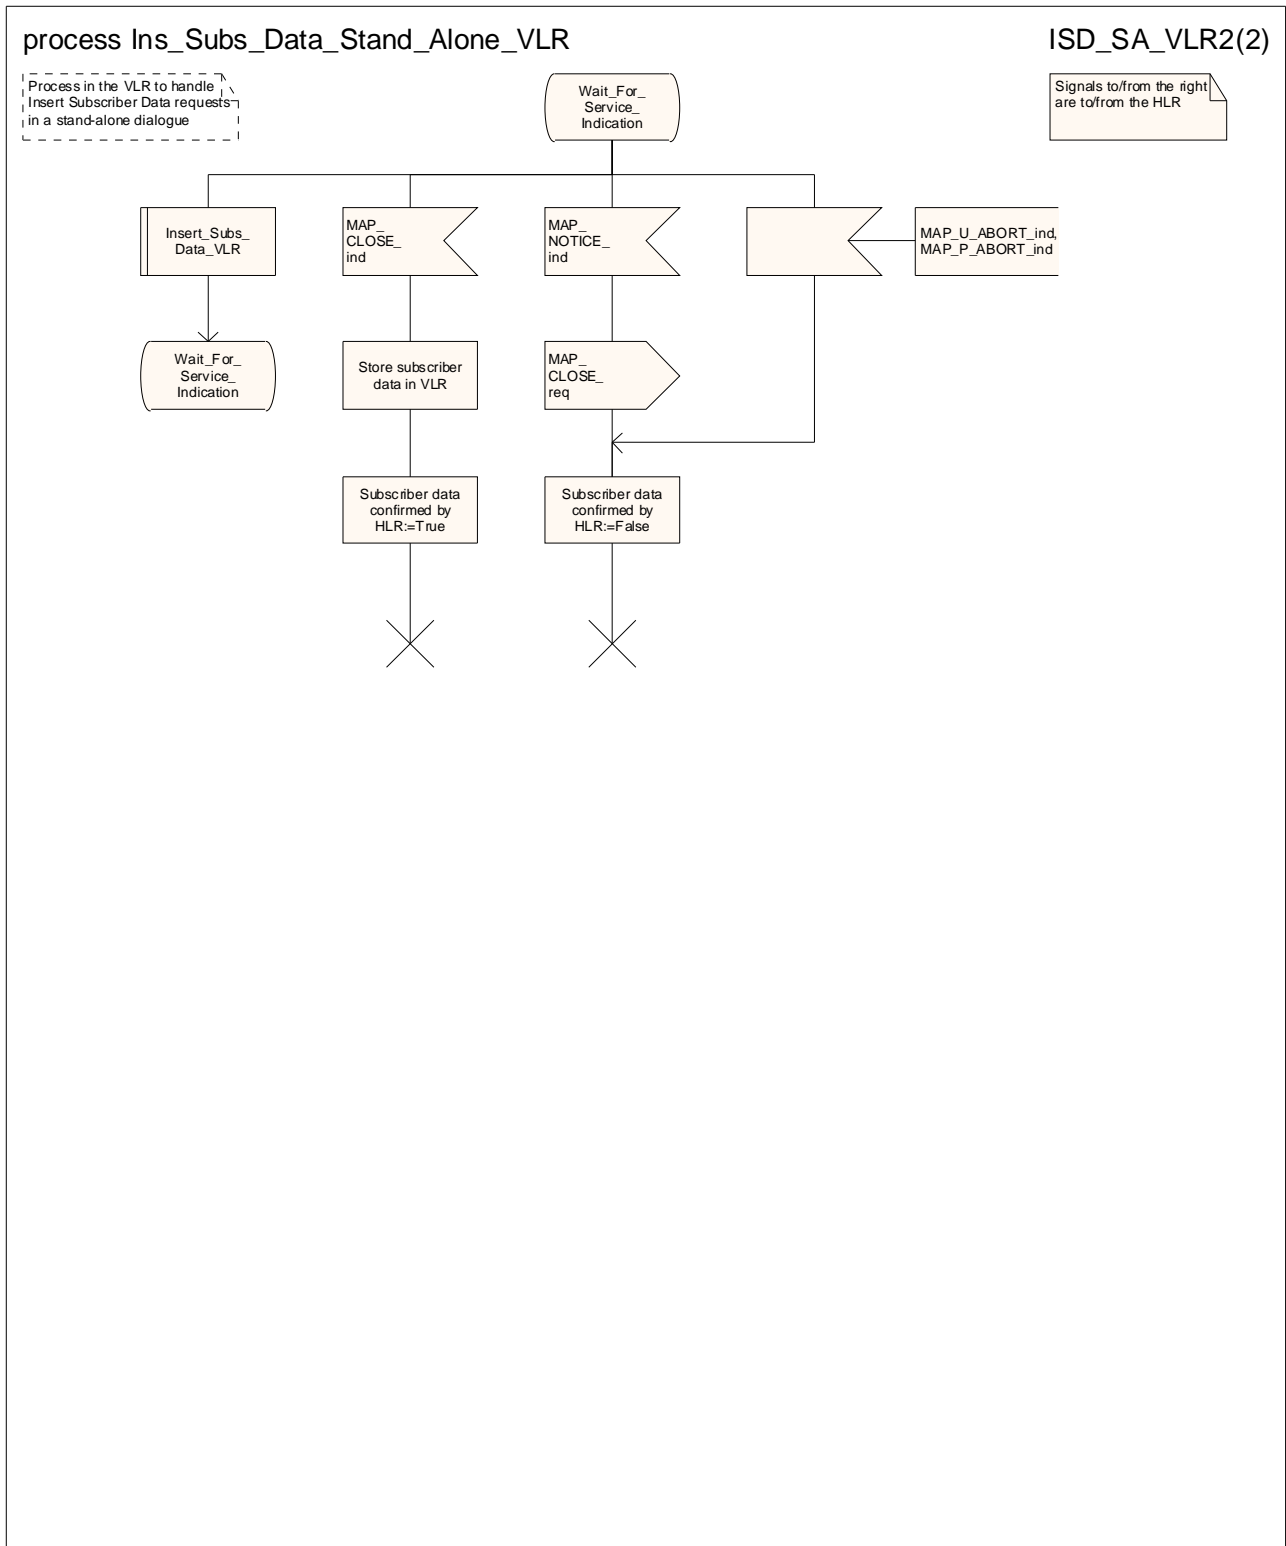 process Ins_Subs_Data_Stand_Alone_VLR
ISD_SA_VLR2(2)
Process in the VLR to handle
Insert Subscriber Data requests
in a stand-alone dialogue
Wait_For_
Service_
Indication
Signals to/from the right
are to/from the HLR
Insert_Subs_
Data_VLR
MAP_
CLOSE_
ind
MAP_
NOTICE_
ind
MAP_U_ABORT_ind,
MAP_P_ABORT_ind
Wait_For_
Service_
Indication
Store subscriber
data in VLR
MAP_
CLOSE_
req
Subscriber data
confirmed by
HLR:=True
Subscriber data
confirmed by
HLR:=False